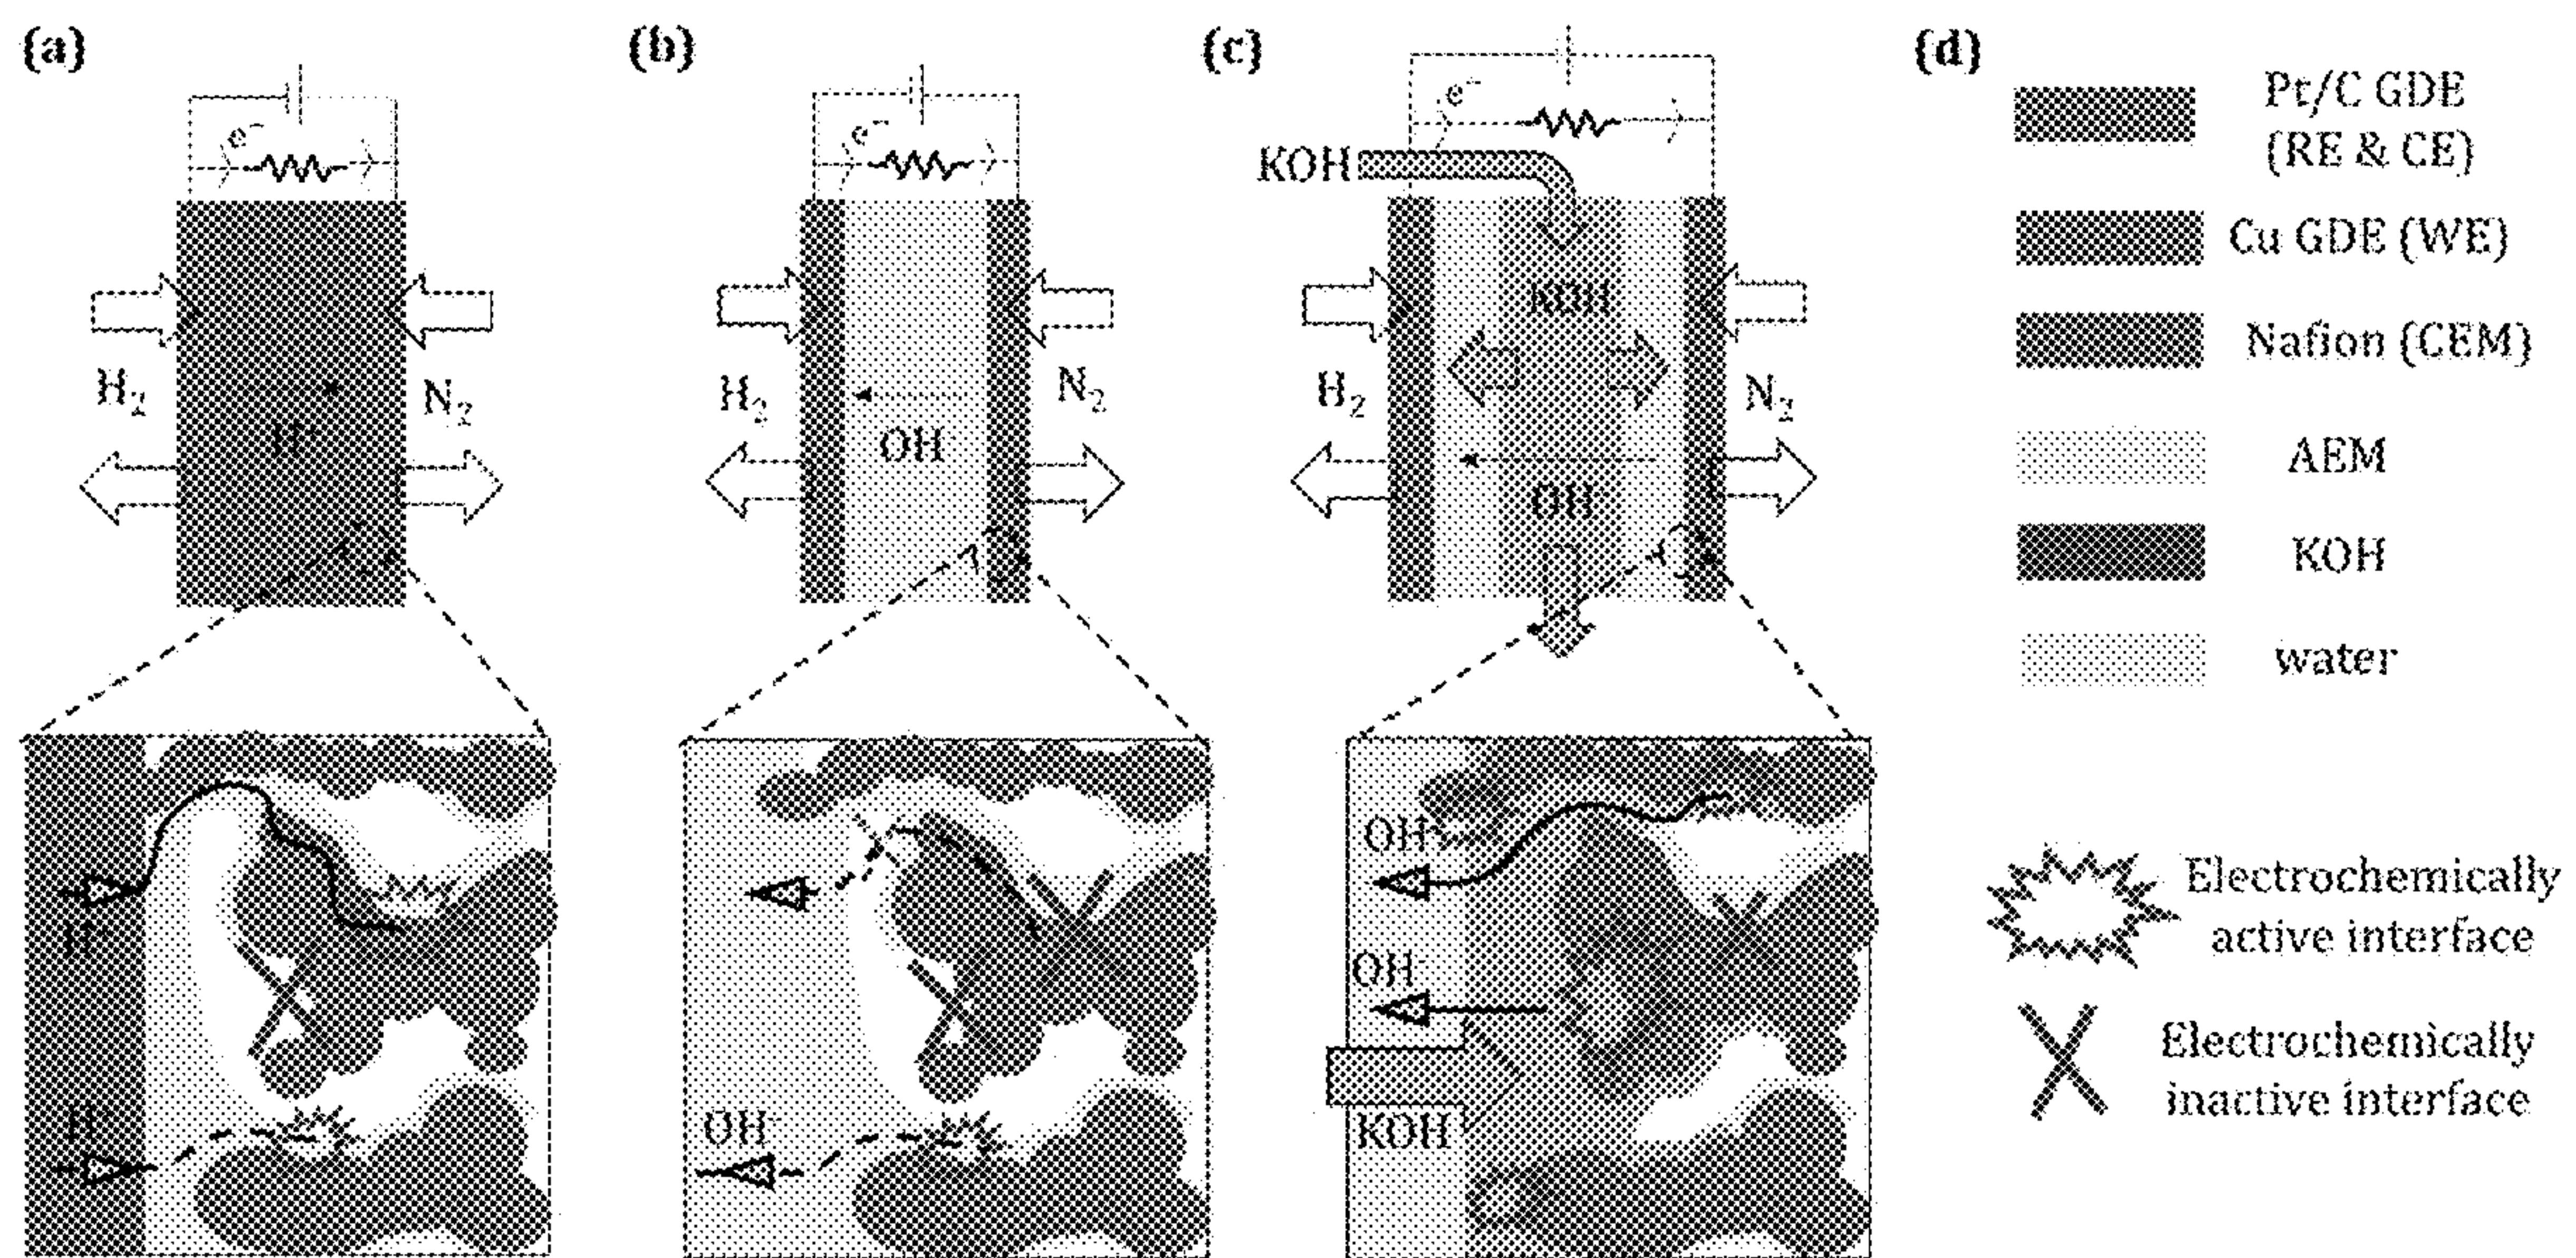 (a)
e⁻
H₂
N₂
H⁺
H⁺
H
(b)
e⁻
H₂
N₂
OH
OH
(c)
e⁻
KOH
KOH
H₂
N₂
OH
OH
OH
KOH
(d)
Pt/C GDE
(RE & CE)
Cu GDE (WE)
Nafion (CEM)
AEM
KOH
water
Electrochemically
active interface
Electrochemically
inactive interface